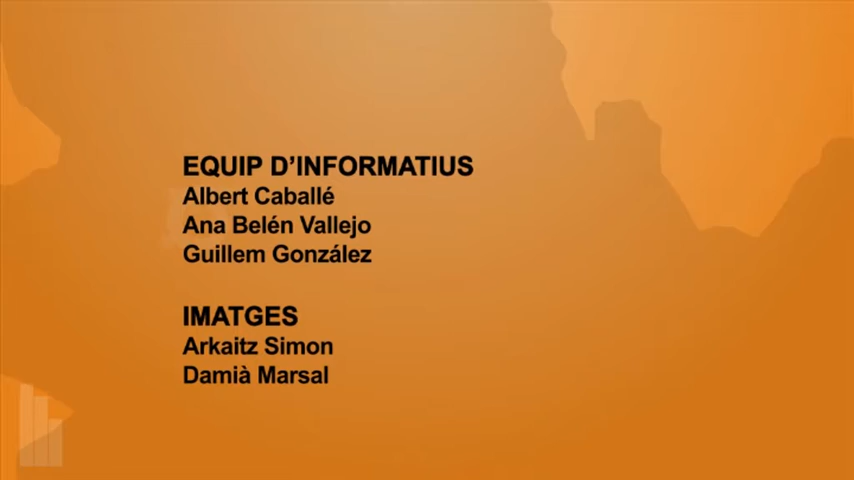 EQUIP D’INFORMATIUS
Albert Caballé
Ana Belén Vallejo
Guillem González
IMATGES
Arkaitz Simon
Damià Marsal